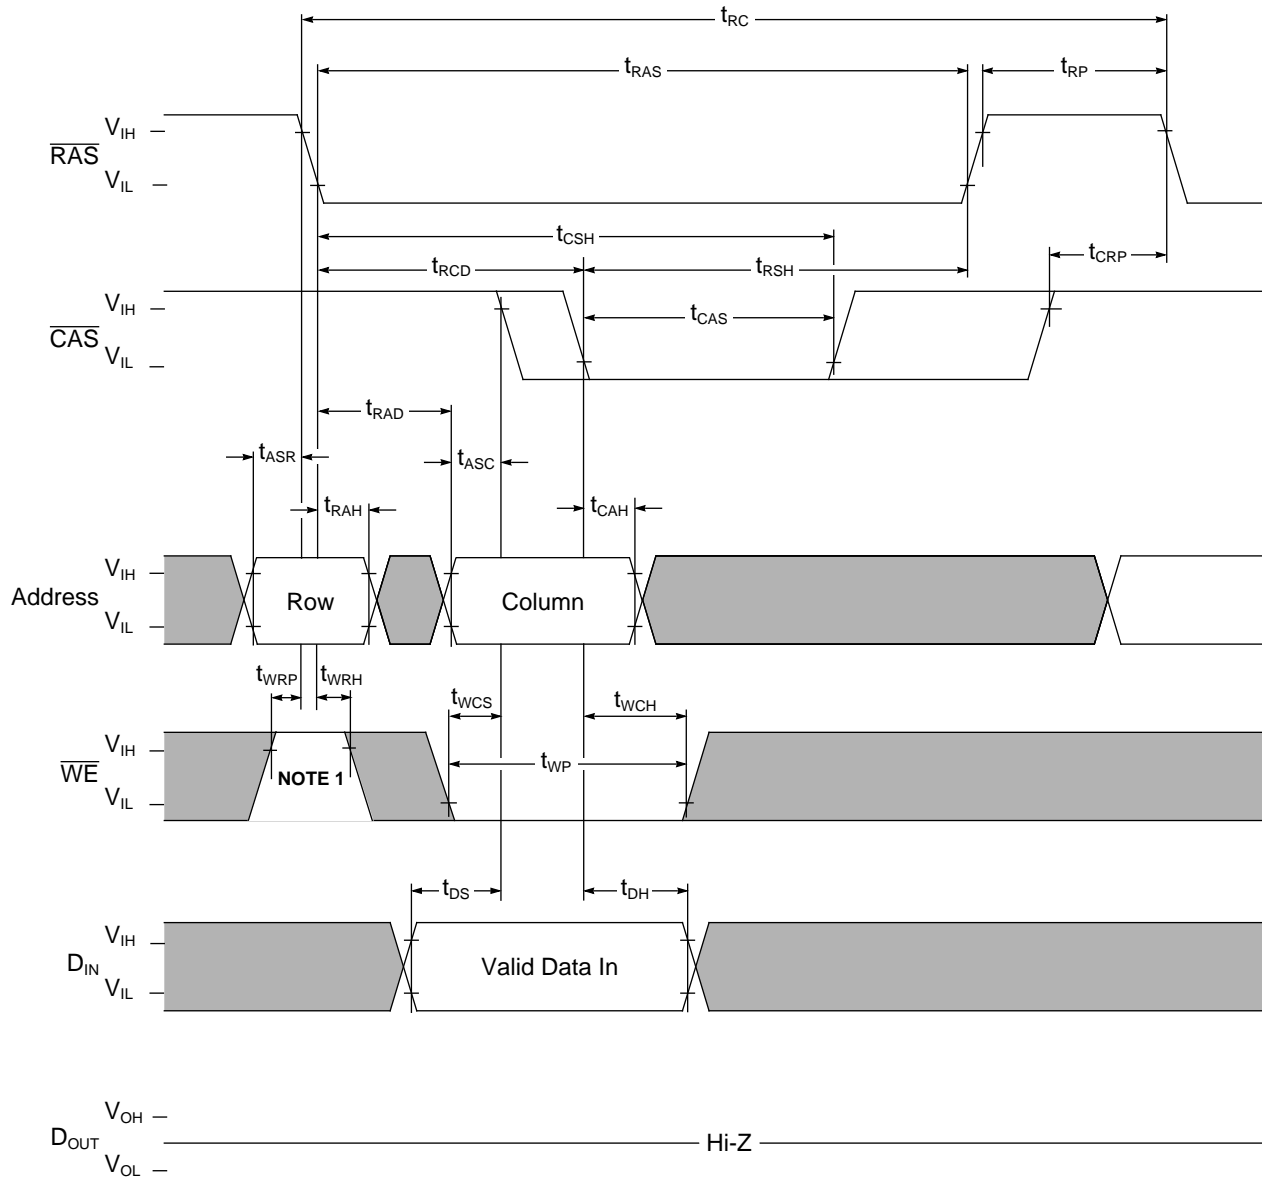 tRC
tRAS
tRP
VIH
RAS
VIL
tCSH
tRCD
tRSH
tCRP
VIH
CAS
VIL
tCAS
tRAD
tASR
tASC
tRAH
tCAH
VIH
Address
VIL
Row
Column
tWRP
tWRH
tWCS
tWCH
VIH
WE
VIL
NOTE 1
tWP
tDS
tDH
VIH
DIN
VIL
Valid Data In
VOH
DOUT
VOL
Hi-Z